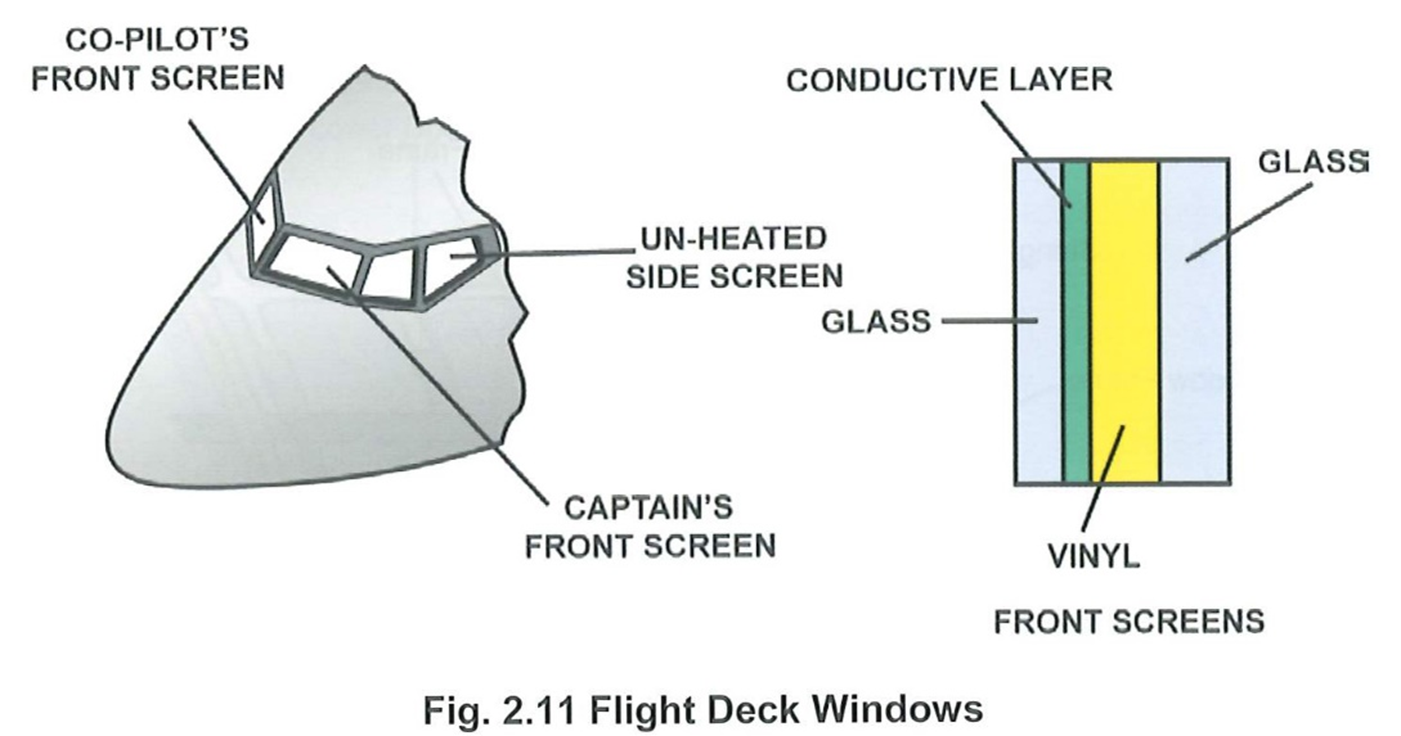 CO-PILOT'S
FRONT SCREEN
UN-HEATED
SIDE SCREEN
CAPTAIN'S
FRONT SCREEN
CONDUCTIVE LAYER
GLASS
GLASS
VINYL
FRONT SCREENS
Fig. 2.11 Flight Deck Windows